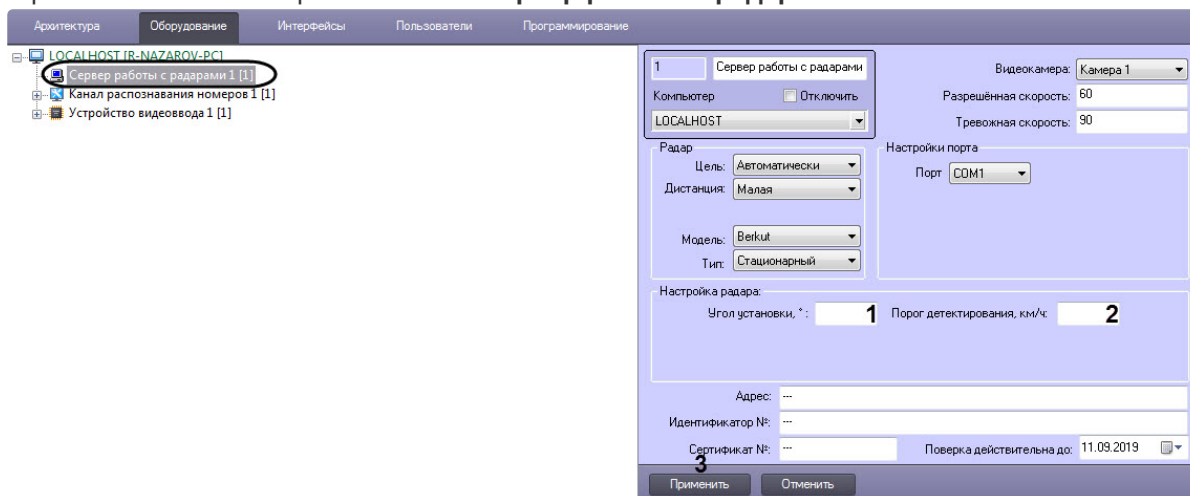 Архитектура Оборудование Интерфейсы Пользователи Программирование
LOCALHOST [R-NAZAROV-PC]
Сервер работы с радарами 1 [1]
Канал распознавания номеров 1 [1]
Устройство видеоввода 1 [1]
1 Сервер работы с радарами
Компьютер Отключить
LOCALHOST
Видеокамера: Камера 1
Разрешённая скорость: 60
Тревожная скорость: 90
Радар
Цель: Автоматически
Дистанция: Малая
Модель: Berkut
Тип: Стационарный
Настройки порта
Порт COM1
Настройка радара:
Угол установки, °: 1 Порог детектирования, км/ч: 2
Адрес: ---
Идентификатор №: ---
Сертификат №: --- Поверка действительна до: 11.09.2019
3
Применить Отменить